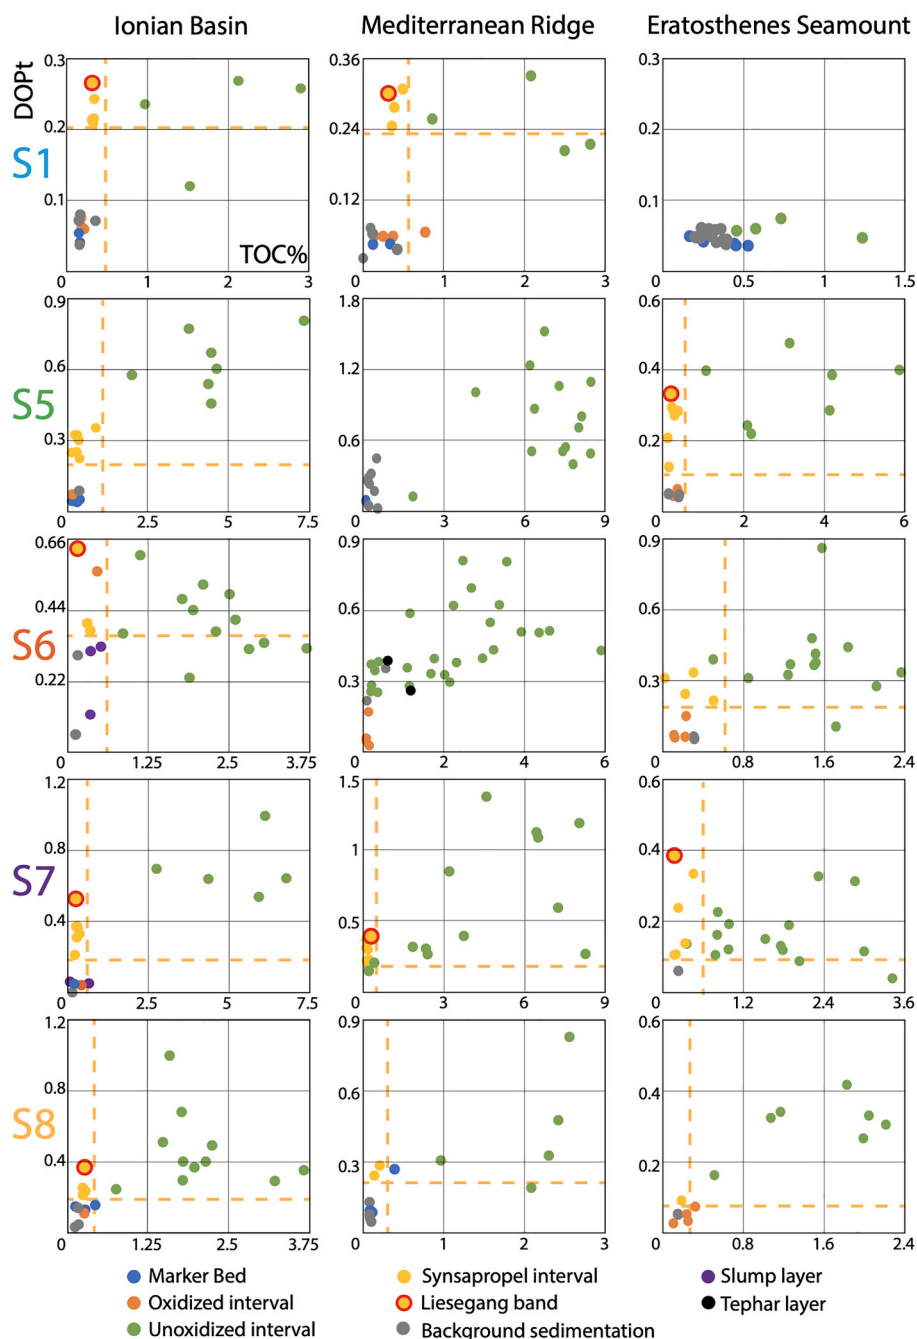 Ionian Basin Mediterranean Ridge Eratosthenes Seamount
DOPt
S1
0.3
0.2
0.1
0 1 2 3
TOC%
0.36
0.24
0.12
0 1 2 3
0.3
0.2
0.1
0 0.5 1 1.5
S5
0.9
0.6
0.3
0 2.5 5 7.5
1.8
1.2
0.6
0 3 6 9
0.6
0.4
0.2
0 2 4 6
S6
0.66
0.44
0.22
0 1.25 2.5 3.75
0.9
0.6
0.3
0 2 4 6
0.9
0.6
0.3
0 0.8 1.6 2.4
S7
1.2
0.8
0.4
0 2.5 5 7.5
1.5
1
0.5
0 3 6 9
0.6
0.4
0.2
0 1.2 2.4 3.6
S8
1.2
0.8
0.4
0 1.25 2.5 3.75
0.9
0.6
0.3
0 1 2 3
0.6
0.4
0.2
0 0.8 1.6 2.4
Marker Bed
Oxidized interval
Unoxidized interval
Synsapropel interval
Liesegang band
Background sedimentation
Slump layer
Tephar layer